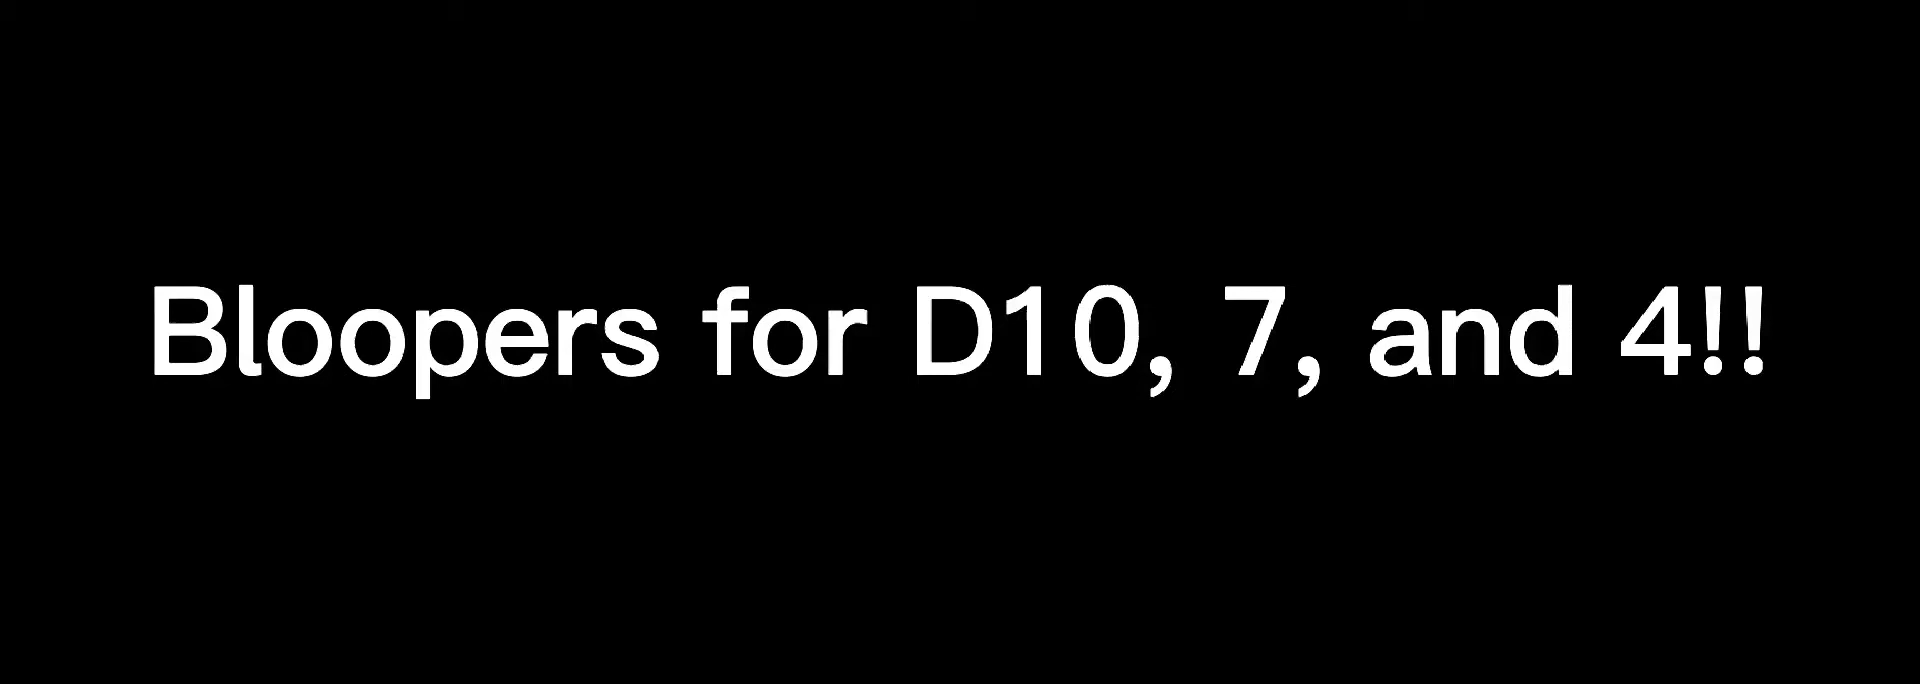 Bloopers for D10, 7, and 4!!